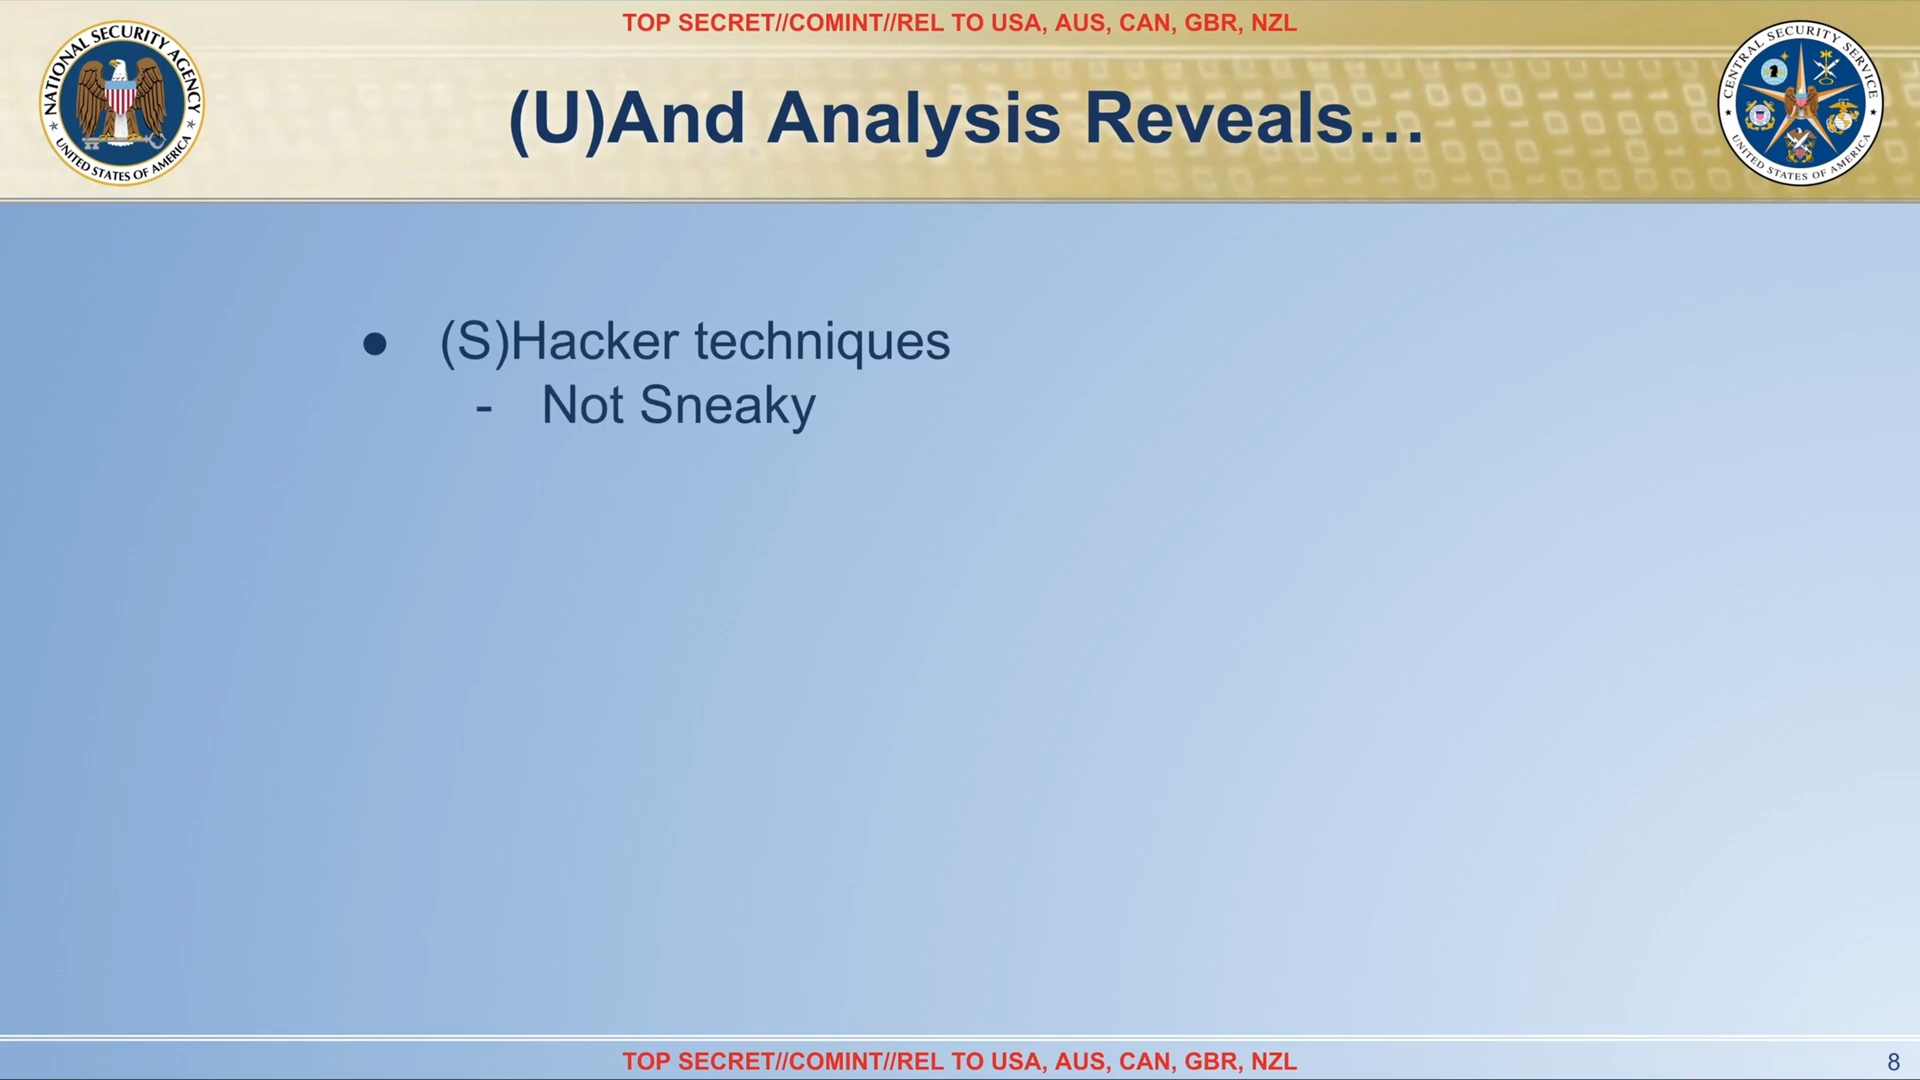 TOP SECRET//COMINT//REL TO USA, AUS, CAN, GBR, NZL
NATIONAL SECURITY AGENCY
UNITED STATES OF AMERICA
(U)And Analysis Reveals…
CENTRAL SECURITY SERVICE
UNITED STATES OF AMERICA
● (S)Hacker techniques
- Not Sneaky
TOP SECRET//COMINT//REL TO USA, AUS, CAN, GBR, NZL
8